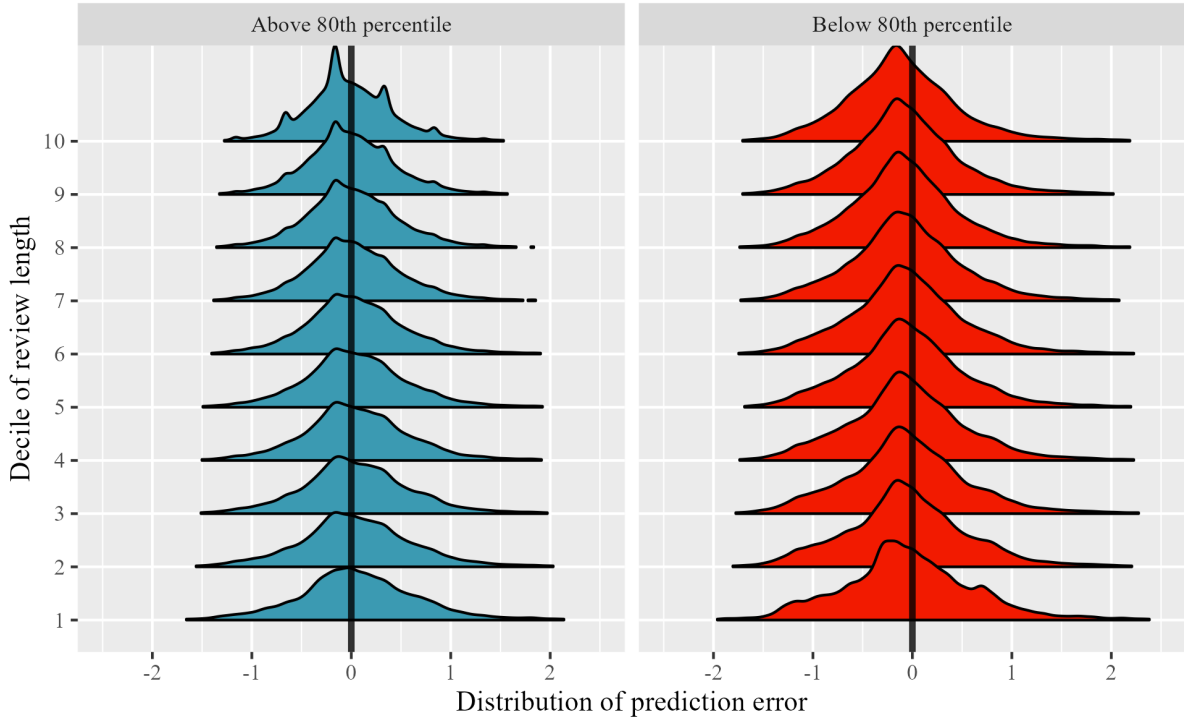 Above 80th percentile
Below 80th percentile
Decile of review length
10
9
8
7
6
5
4
3
2
1
-2 -1 0 1 2
-2 -1 0 1 2
Distribution of prediction error